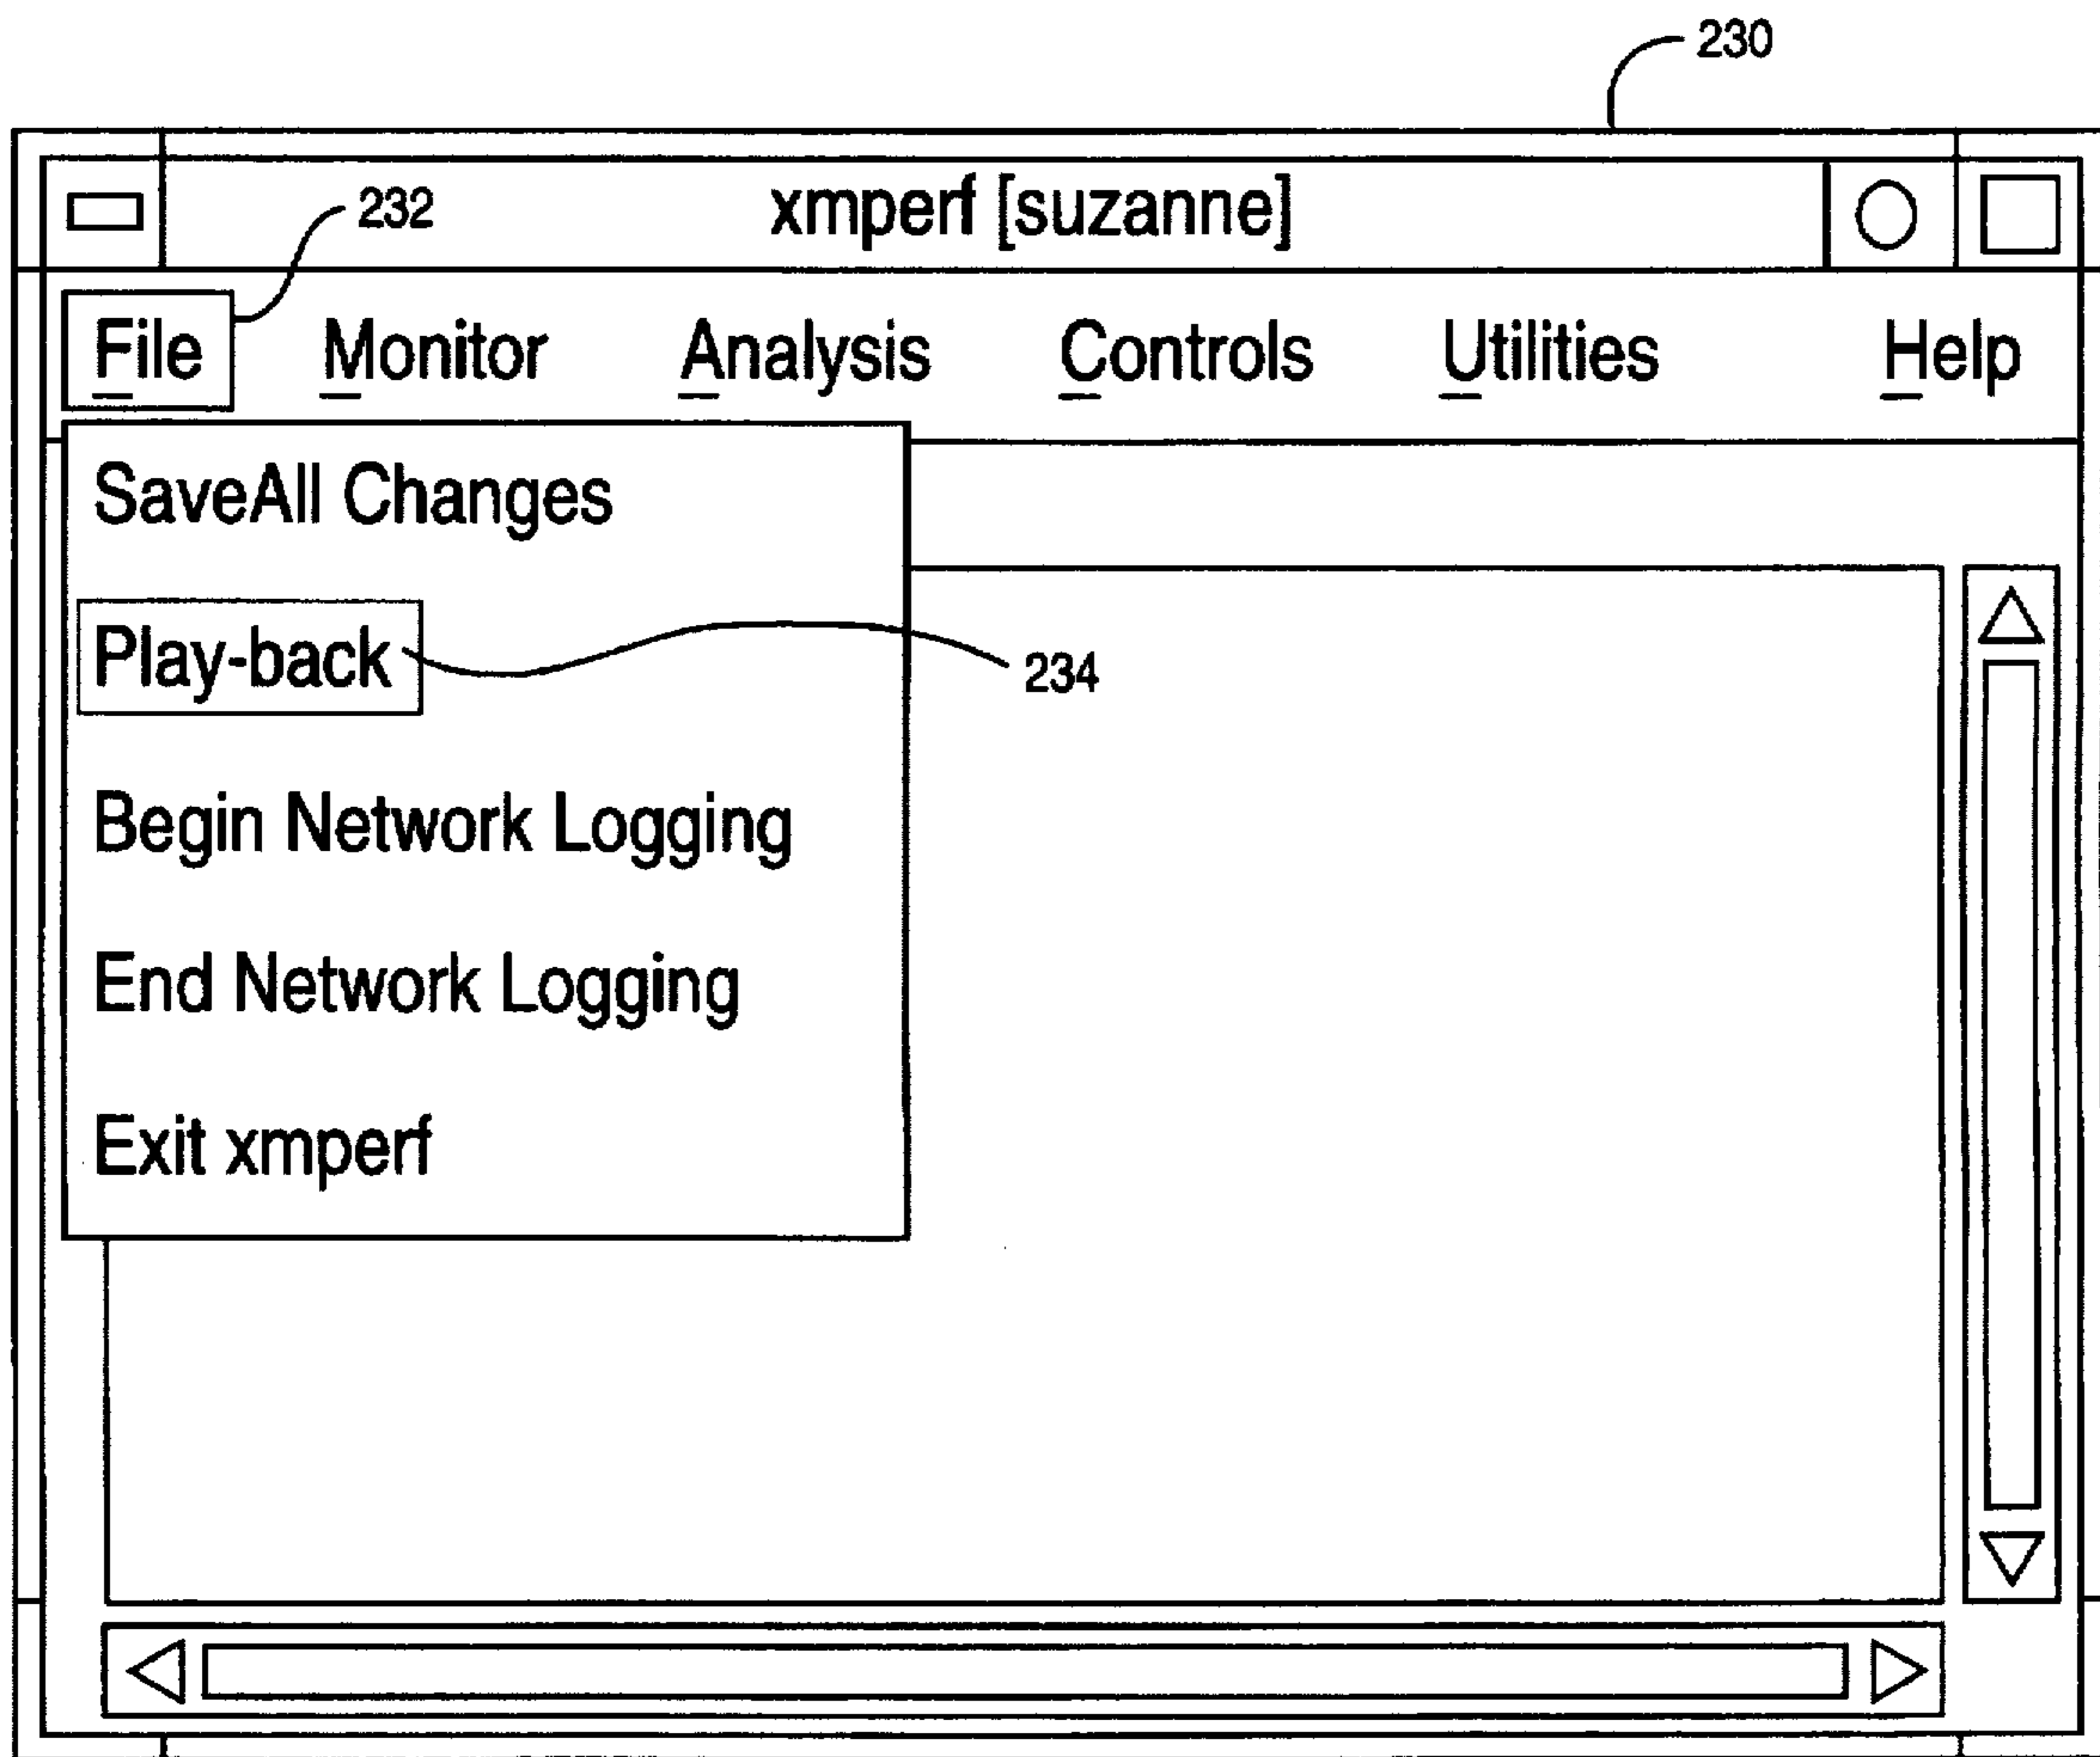 230
232
xmperf [suzanne]
File Monitor Analysis Controls Utilities Help
SaveAll Changes
Play-back
234
Begin Network Logging
End Network Logging
Exit xmperf